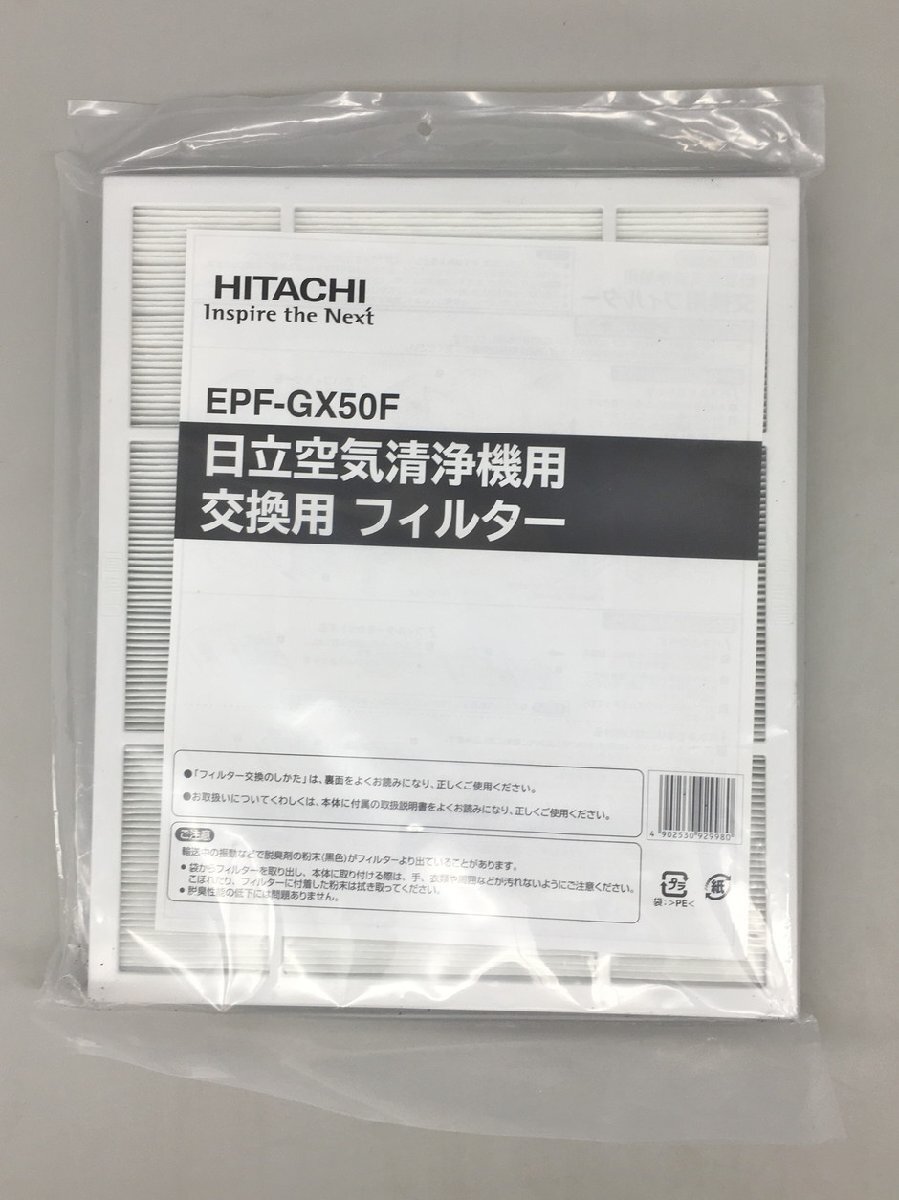 HITACHI
Inspire the Next
EPF-GX50F
日立空気清浄機用
交換用 フィルター
●「フィルター交換のしかた」は、裏面をよくお読みになり、正しくご使用ください。
●お取扱いについてくわしくは、本体に付属の取扱説明書をよくお読みになり、正しくご使用ください。
4 902530 925980
ご注意
輸送中の振動などで脱臭剤の粉末(黒色)がフィルターより出ていることがあります。
●袋からフィルターを取り出し、本体に取り付ける際は、手、衣類や周囲などが汚れないようにご注意ください。
こぼれたり、フィルターに付着した粉末は拭き取ってください。
●脱臭性能の低下には問題ありません。
プラ
袋:>PE<
紙